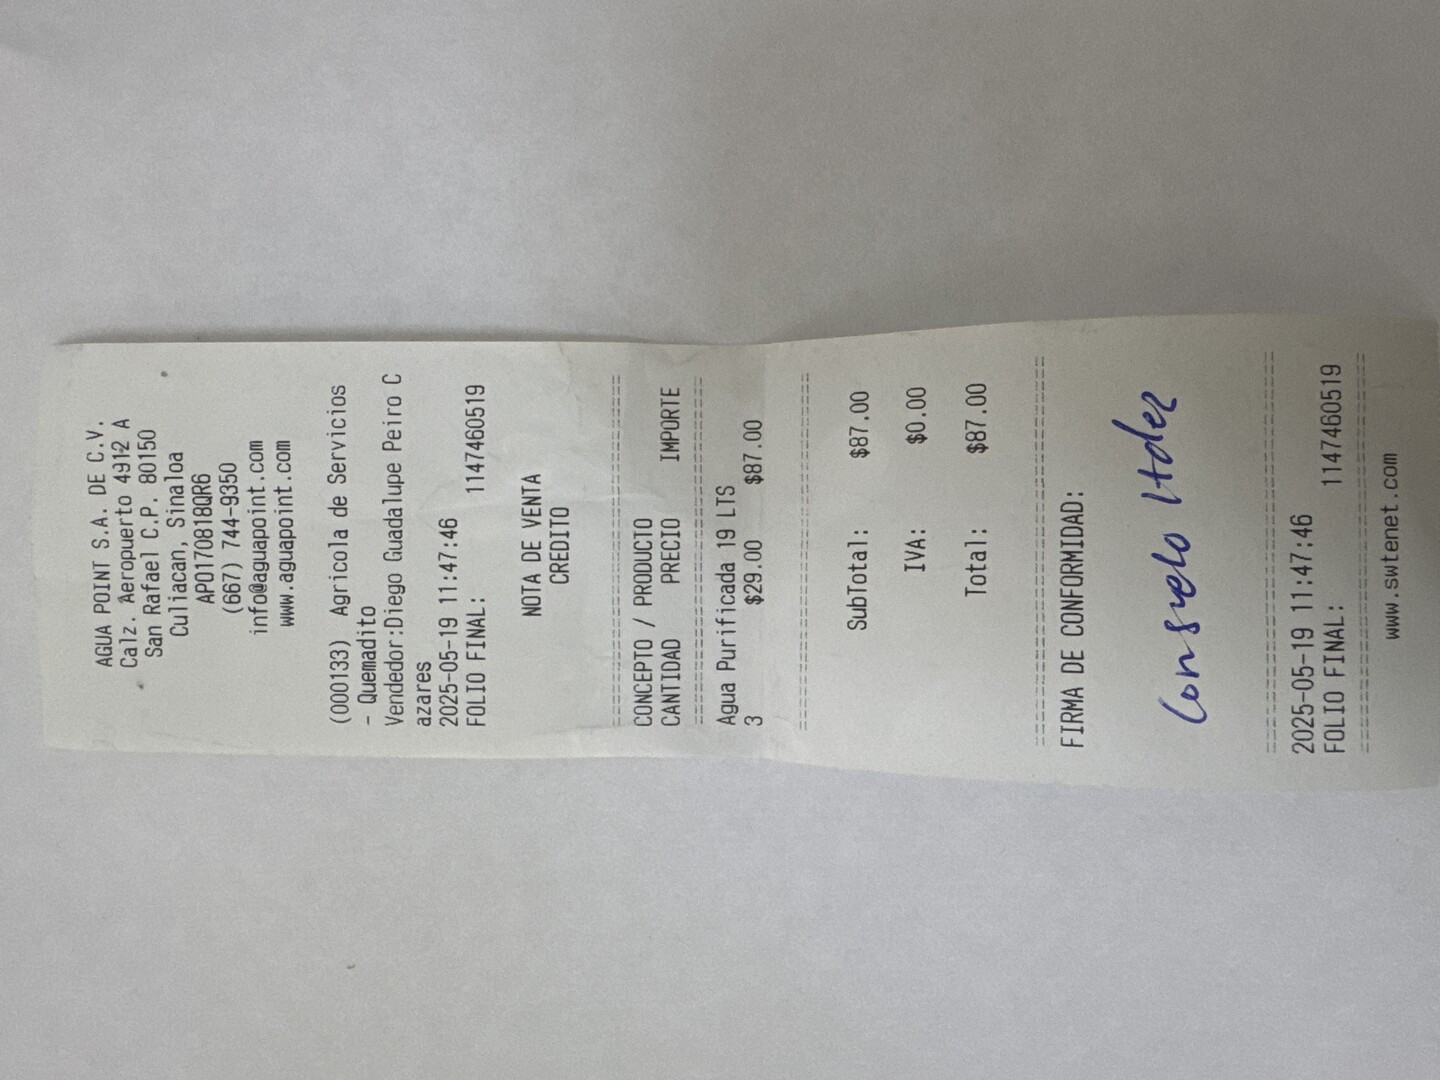 AGUA POINT S.A. DE C.V.
Calz. Aeropuerto 4912 A
San Rafael C.P. 80150
Culiacan, Sinaloa
APO170818QR6
(667) 744-9350
info@aguapoint.com
www.aguapoint.com
(000133) Agricola de Servicios
- Quemadito
Vendedor:Diego Guadalupe Peiro C
azares
2025-05-19 11:47:46
FOLIO FINAL: 1147460519
NOTA DE VENTA
CREDITO
================================
CONCEPTO / PRODUCTO
CANTIDAD PRECIO IMPORTE
================================
Agua Purificada 19 LTS
3 $29.00 $87.00
================================
SubTotal: $87.00
IVA: $0.00
Total: $87.00
================================
FIRMA DE CONFORMIDAD:
Consuelo
================================
2025-05-19 11:47:46
FOLIO FINAL: 1147460519
================================
www.swtenet.com